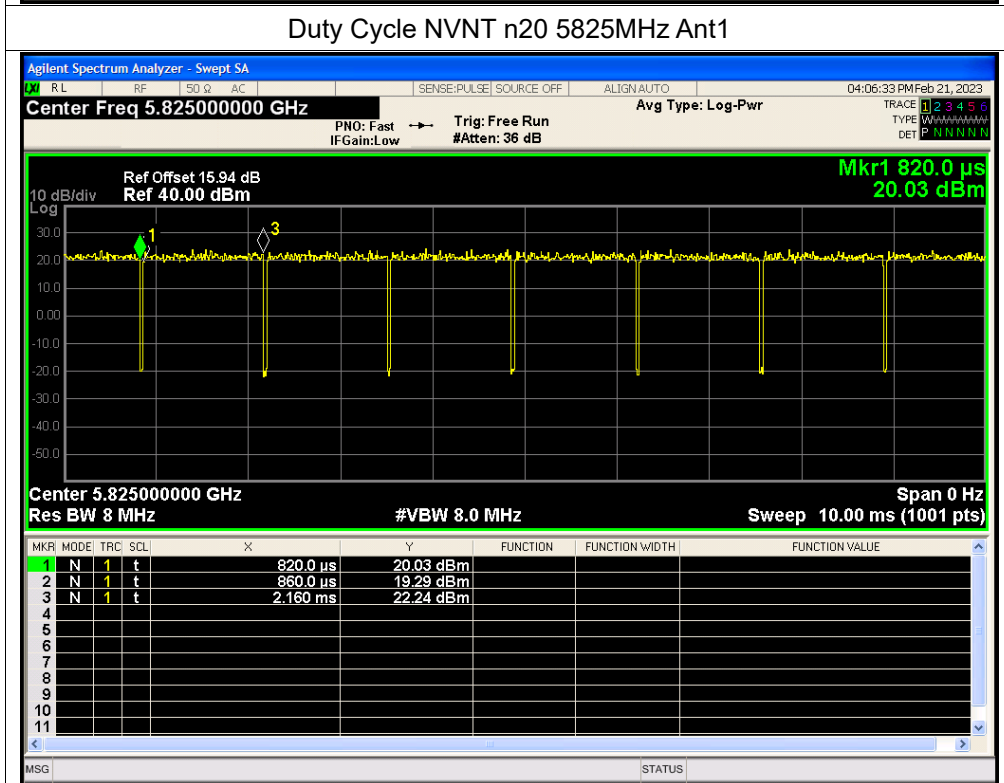 Duty Cycle NVNT n20 5825MHz Ant1
Agilent Spectrum Analyzer - Swept SA
LXI RL RF 50 Ω AC SENSE:PULSE SOURCE OFF ALIGNAUTO 04:06:33 PMFeb 21, 2023
Center Freq 5.825000000 GHz Avg Type: Log-Pwr TRACE 1 2 3 4 5 6
PNO: Fast Trig: Free Run TYPE
IFGain:Low #Atten: 36 dB DET P N N N N N
Mkr1 820.0 µs
Ref Offset 15.94 dB
10 dB/div Ref 40.00 dBm 20.03 dBm
Log
30.0
1 3
20.0
10.0
0.00
-10.0
-20.0
-30.0
-40.0
-50.0
Center 5.825000000 GHz Span 0 Hz
Res BW 8 MHz #VBW 8.0 MHz Sweep 10.00 ms (1001 pts)
MKR MODE TRC SCL X Y FUNCTION FUNCTION WIDTH FUNCTION VALUE
1 N 1 t 820.0 µs 20.03 dBm
2 N 1 t 860.0 µs 19.29 dBm
3 N 1 t 2.160 ms 22.24 dBm
4
5
6
7
8
9
10
11
MSG STATUS